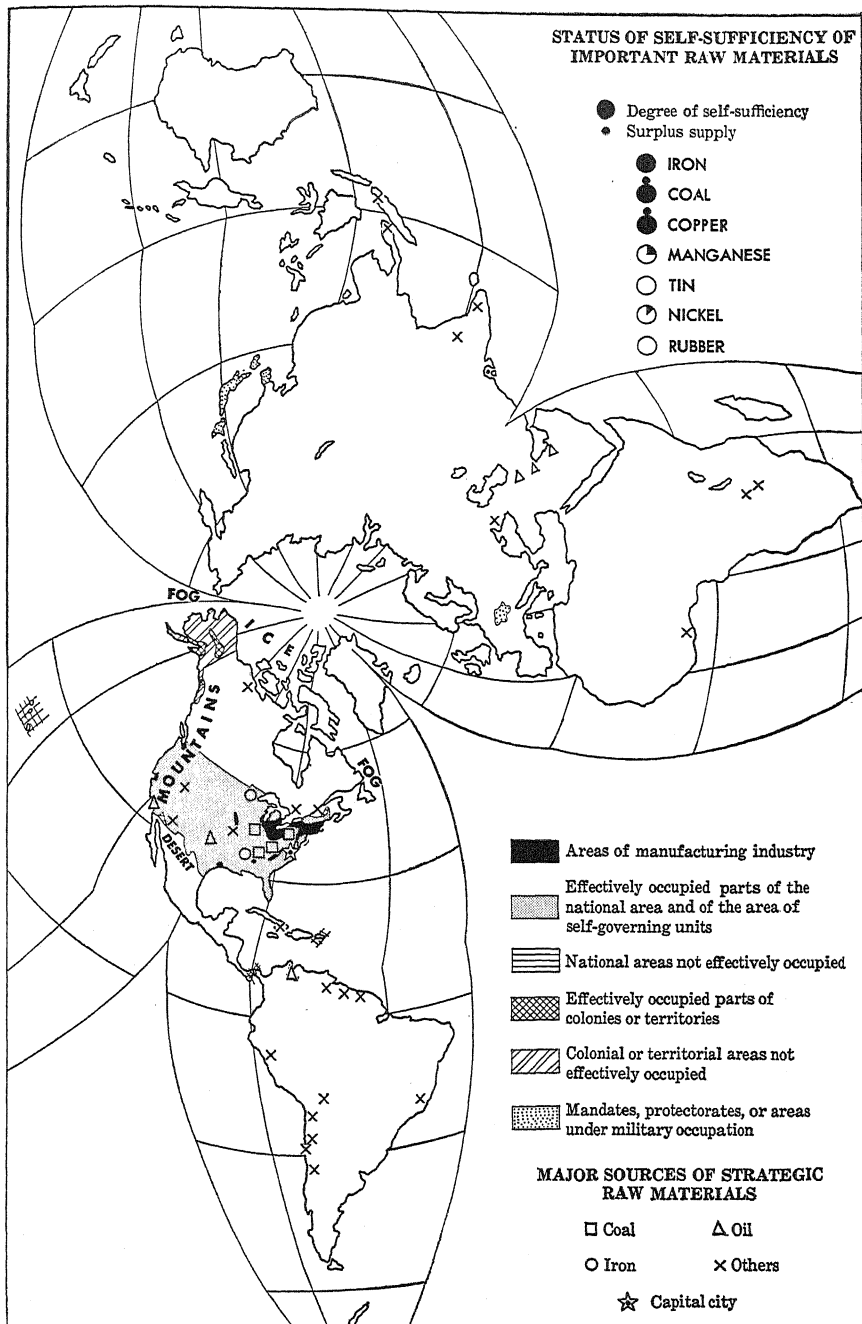 STATUS OF SELF-SUFFICIENCY OF
IMPORTANT RAW MATERIALS
Degree of self-sufficiency
Surplus supply
IRON
COAL
COPPER
MANGANESE
TIN
NICKEL
RUBBER
FOG
ICE
MOUNTAINS
FOG
DESERT
Areas of manufacturing industry
Effectively occupied parts of the
national area and of the area of
self-governing units
National areas not effectively occupied
Effectively occupied parts of
colonies or territories
Colonial or territorial areas not
effectively occupied
Mandates, protectorates, or areas
under military occupation
MAJOR SOURCES OF STRATEGIC
RAW MATERIALS
Coal
Oil
Iron
Others
Capital city